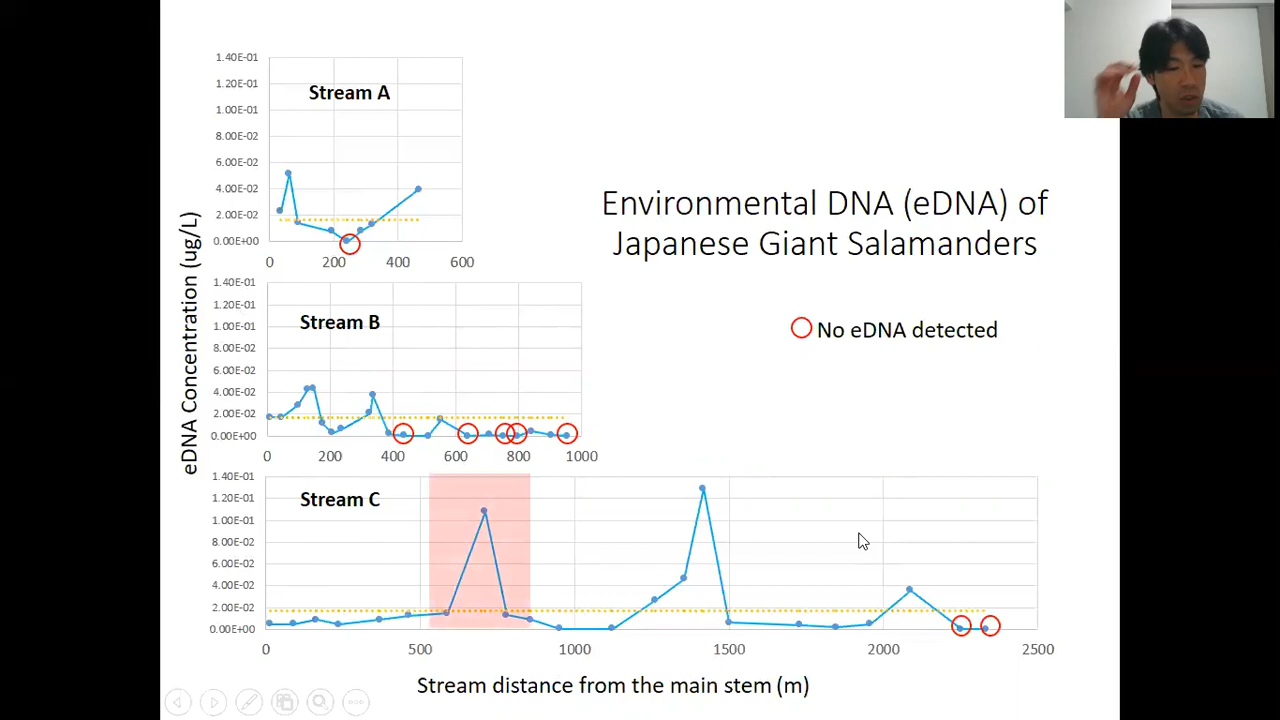 Environmental DNA (eDNA) of
Japanese Giant Salamanders
No eDNA detected
eDNA Concentration (ug/L)
Stream A
1.40E-01
1.20E-01
1.00E-01
8.00E-02
6.00E-02
4.00E-02
2.00E-02
0.00E+00
0 200 400 600
Stream B
1.40E-01
1.20E-01
1.00E-01
8.00E-02
6.00E-02
4.00E-02
2.00E-02
0.00E+00
0 200 400 600 800 1000
Stream C
1.40E-01
1.20E-01
1.00E-01
8.00E-02
6.00E-02
4.00E-02
2.00E-02
0.00E+00
0 500 1000 1500 2000 2500
Stream distance from the main stem (m)